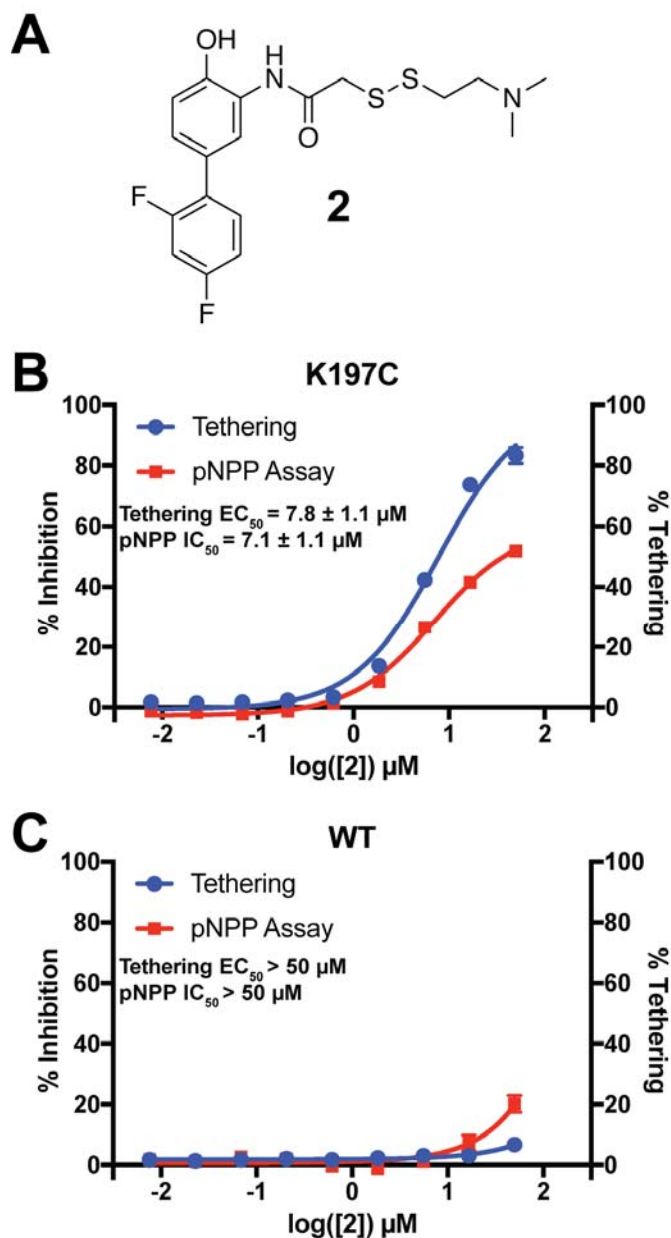 A
OH
H
N
S
S
N
O
F
2
F
B
K197C
100
80
60
40
20
0
% Inhibition
Tethering
pNPP Assay
Tethering EC50 = 7.8 ± 1.1 µM
pNPP IC50 = 7.1 ± 1.1 µM
100
80
60
40
20
0
% Tethering
-2 -1 0 1 2
log([2]) µM
C
WT
100
80
60
40
20
0
% Inhibition
Tethering
pNPP Assay
Tethering EC50 > 50 µM
pNPP IC50 > 50 µM
100
80
60
40
20
0
% Tethering
-2 -1 0 1 2
log([2]) µM